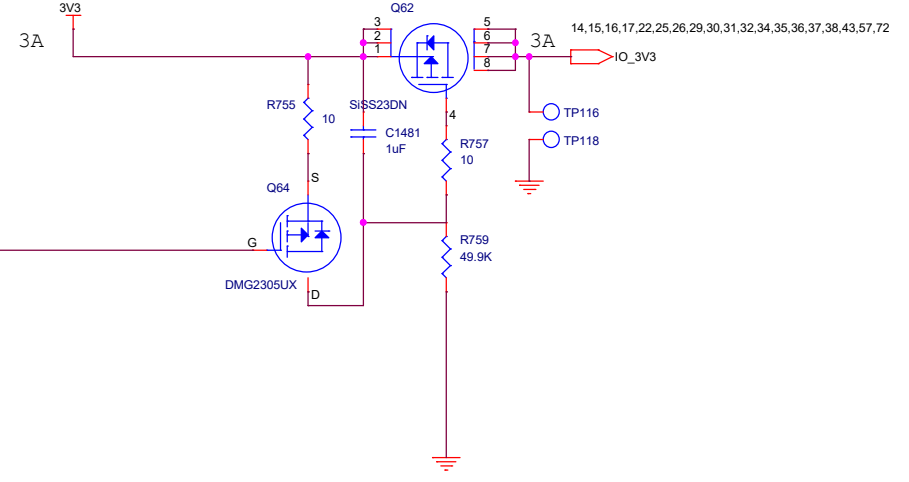 3V3
Q62
3A
3
2
1
5
6
7
8
3A
14,15,16,17,22,25,26,29,30,31,32,34,35,36,37,38,43,57,72
IO_3V3
R755
10
SiSS23DN
C1481
1uF
4
R757
10
TP116
TP118
S
Q64
G
DMG2305UX
D
R759
49.9K